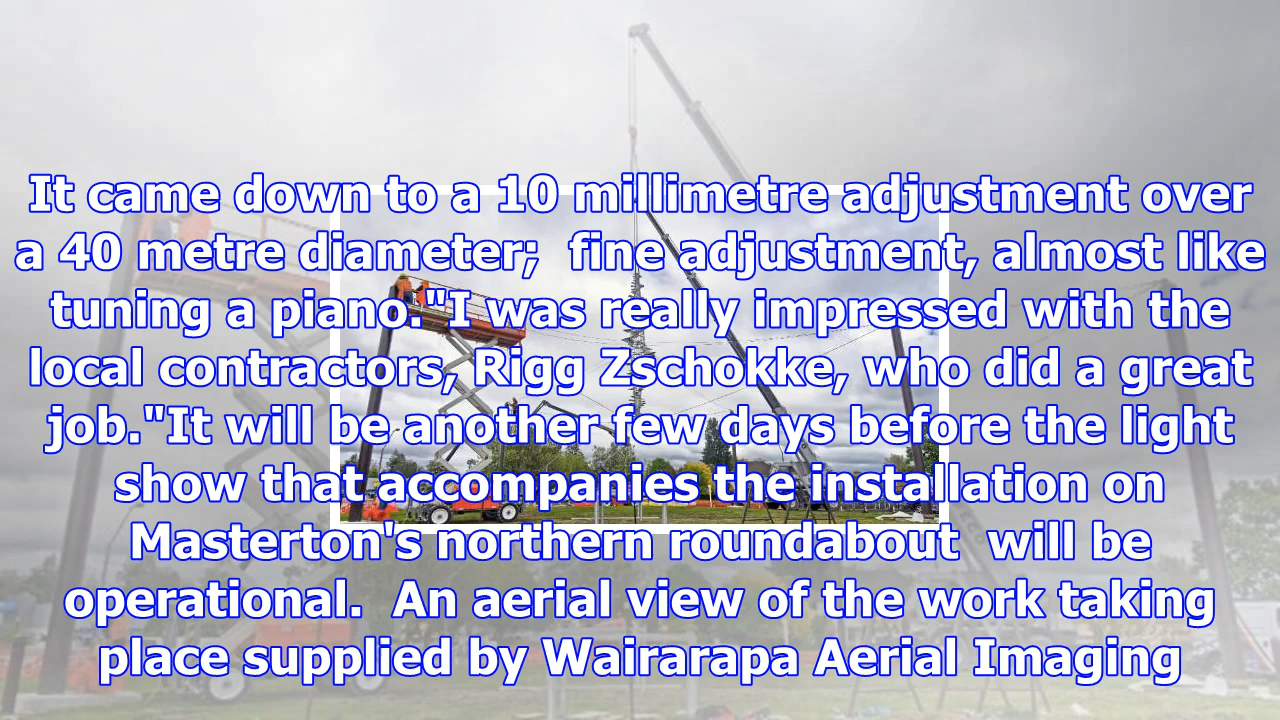 It came down to a 10 millimetre adjustment over
a 40 metre diameter;  fine adjustment, almost like
tuning a piano."I was really impressed with the
local contractors, Rigg Zschokke, who did a great
job."It will be another few days before the light
show that accompanies the installation on
Masterton's northern roundabout  will be
operational.  An aerial view of the work taking
place supplied by Wairarapa Aerial Imaging